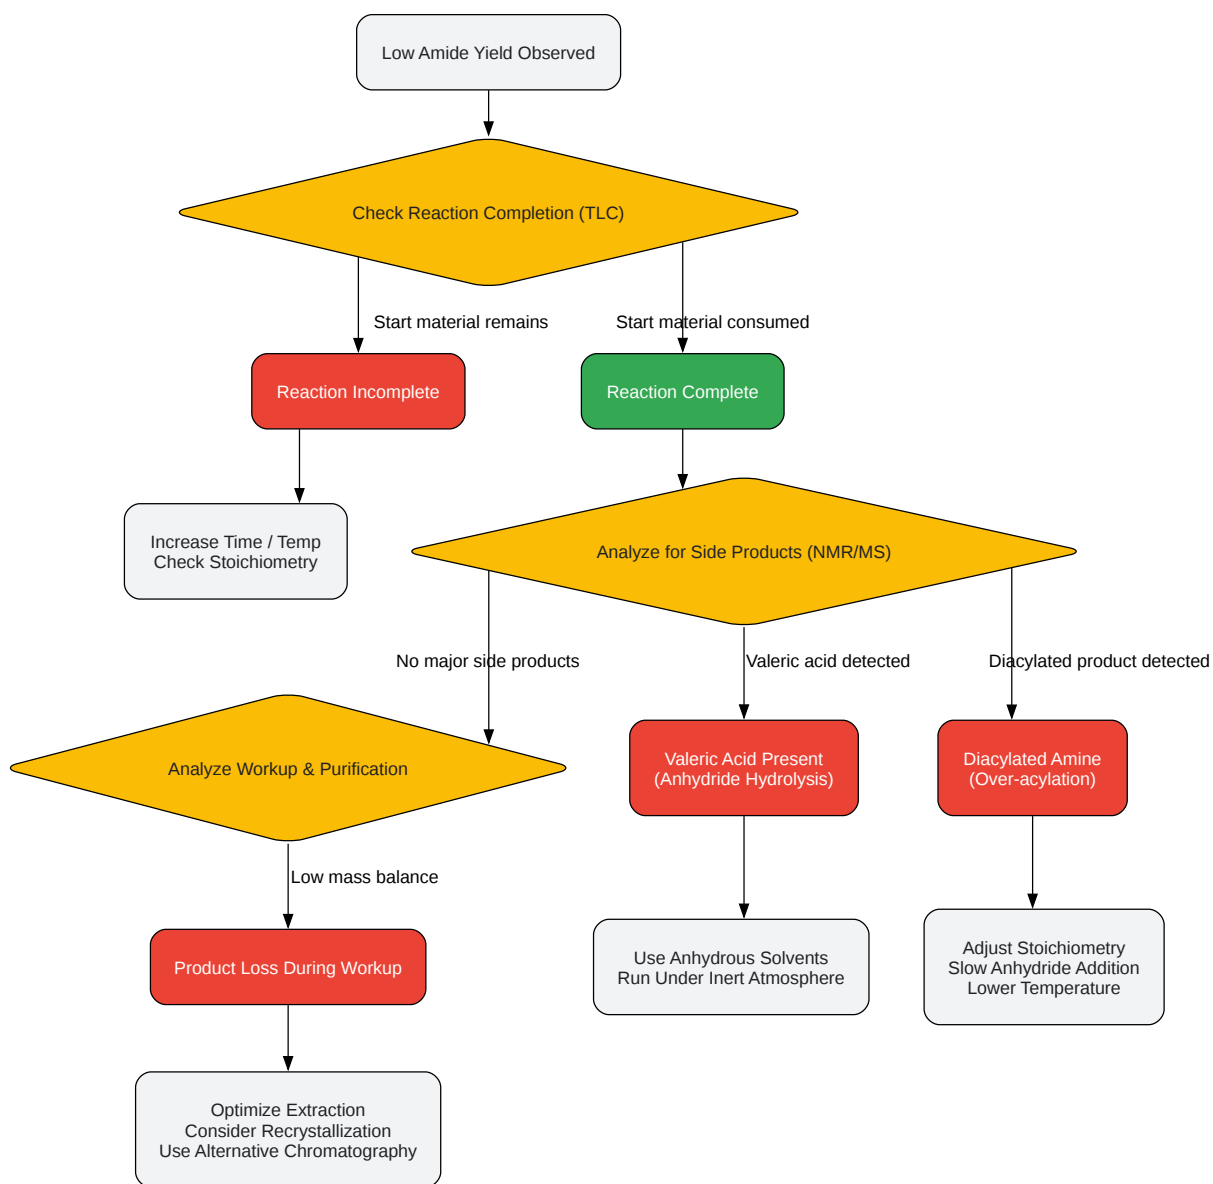 Low Amide Yield Observed
Check Reaction Completion (TLC)
Start material remains
Start material consumed
Reaction Incomplete
Reaction Complete
Increase Time / Temp
Check Stoichiometry
Analyze for Side Products (NMR/MS)
No major side products
Valeric acid detected
Diacylated product detected
Analyze Workup & Purification
Valeric Acid Present
(Anhydride Hydrolysis)
Diacylated Amine
(Over-acylation)
Low mass balance
Product Loss During Workup
Use Anhydrous Solvents
Run Under Inert Atmosphere
Adjust Stoichiometry
Slow Anhydride Addition
Lower Temperature
Optimize Extraction
Consider Recrystallization
Use Alternative Chromatography